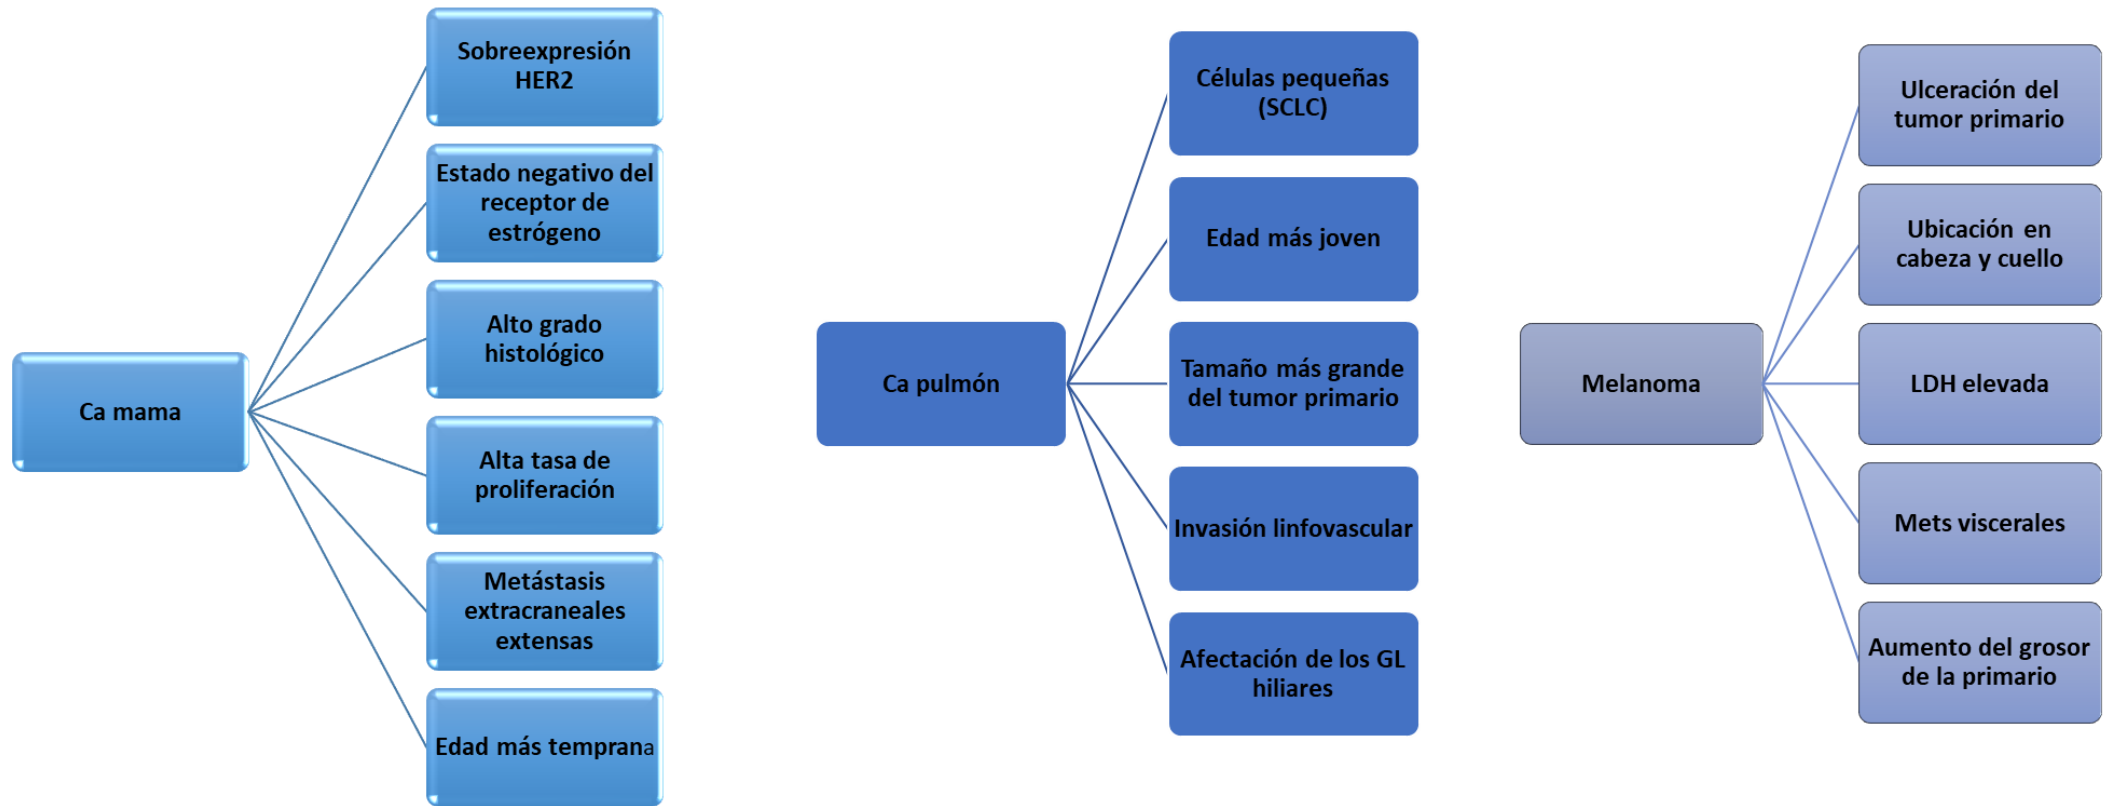 Ca mama
Sobreexpresión
HER2
Estado negativo del
receptor de
estrógeno
Alto grado
histológico
Alta tasa de
proliferación
Metástasis
extracraneales
extensas
Edad más temprana
Ca pulmón
Células pequeñas
(SCLC)
Edad más joven
Tamaño más grande
del tumor primario
Invasión linfovascular
Afectación de los GL
hiliares
Melanoma
Ulceración del
tumor primario
Ubicación en
cabeza y cuello
LDH elevada
Mets viscerales
Aumento del grosor
de la primario